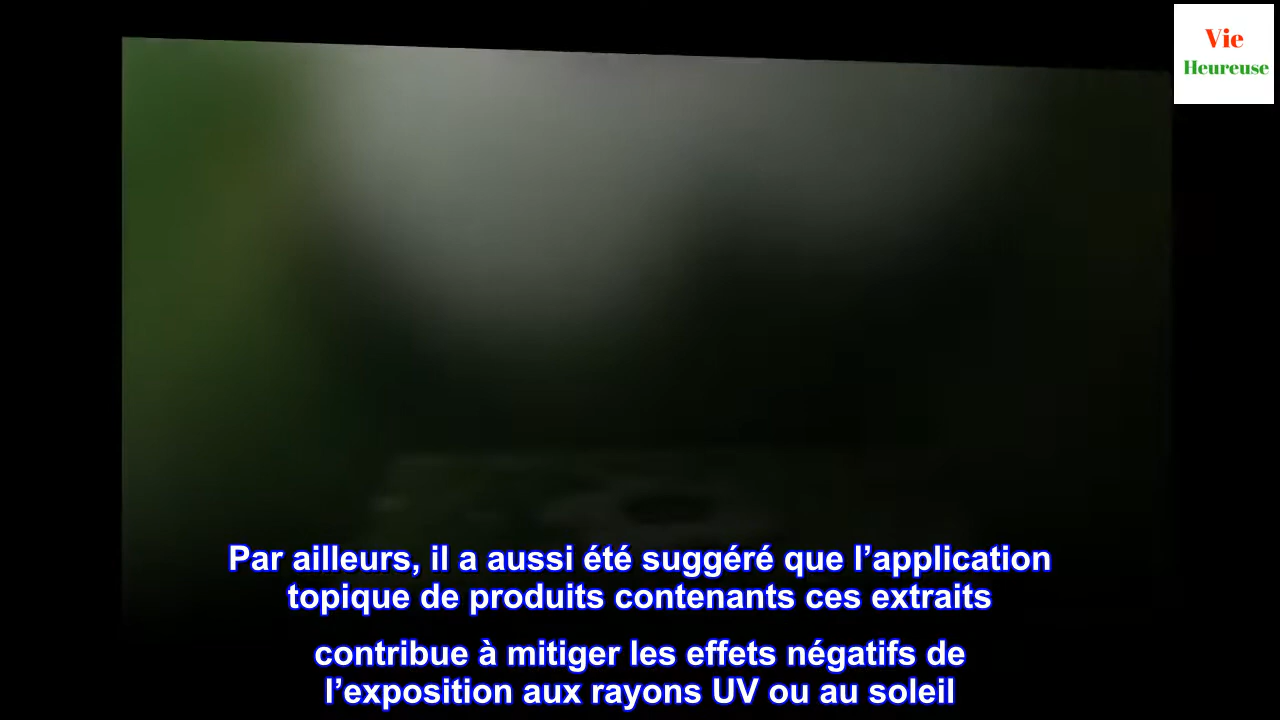 Vie
Heureuse
Par ailleurs, il a aussi été suggéré que l’application
topique de produits contenants ces extraits
contribue à mitiger les effets négatifs de
l’exposition aux rayons UV ou au soleil